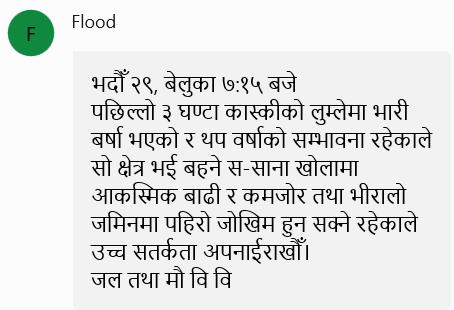 F
Flood
भदौँ २९, बेलुका ७:१५ बजे
पछिल्लो ३ घण्टा कास्कीको लुम्लेमा भारी
बर्षा भएको र थप वर्षाको सम्भावना रहेकाले
सो क्षेत्र भई बहने स-साना खोलामा
आकस्मिक बाढी र कमजोर तथा भीरालो
जमिनमा पहिरो जोखिम हुन सक्ने रहेकाले
उच्च सतर्कता अपनाईराखौँ।
जल तथा मौ वि वि